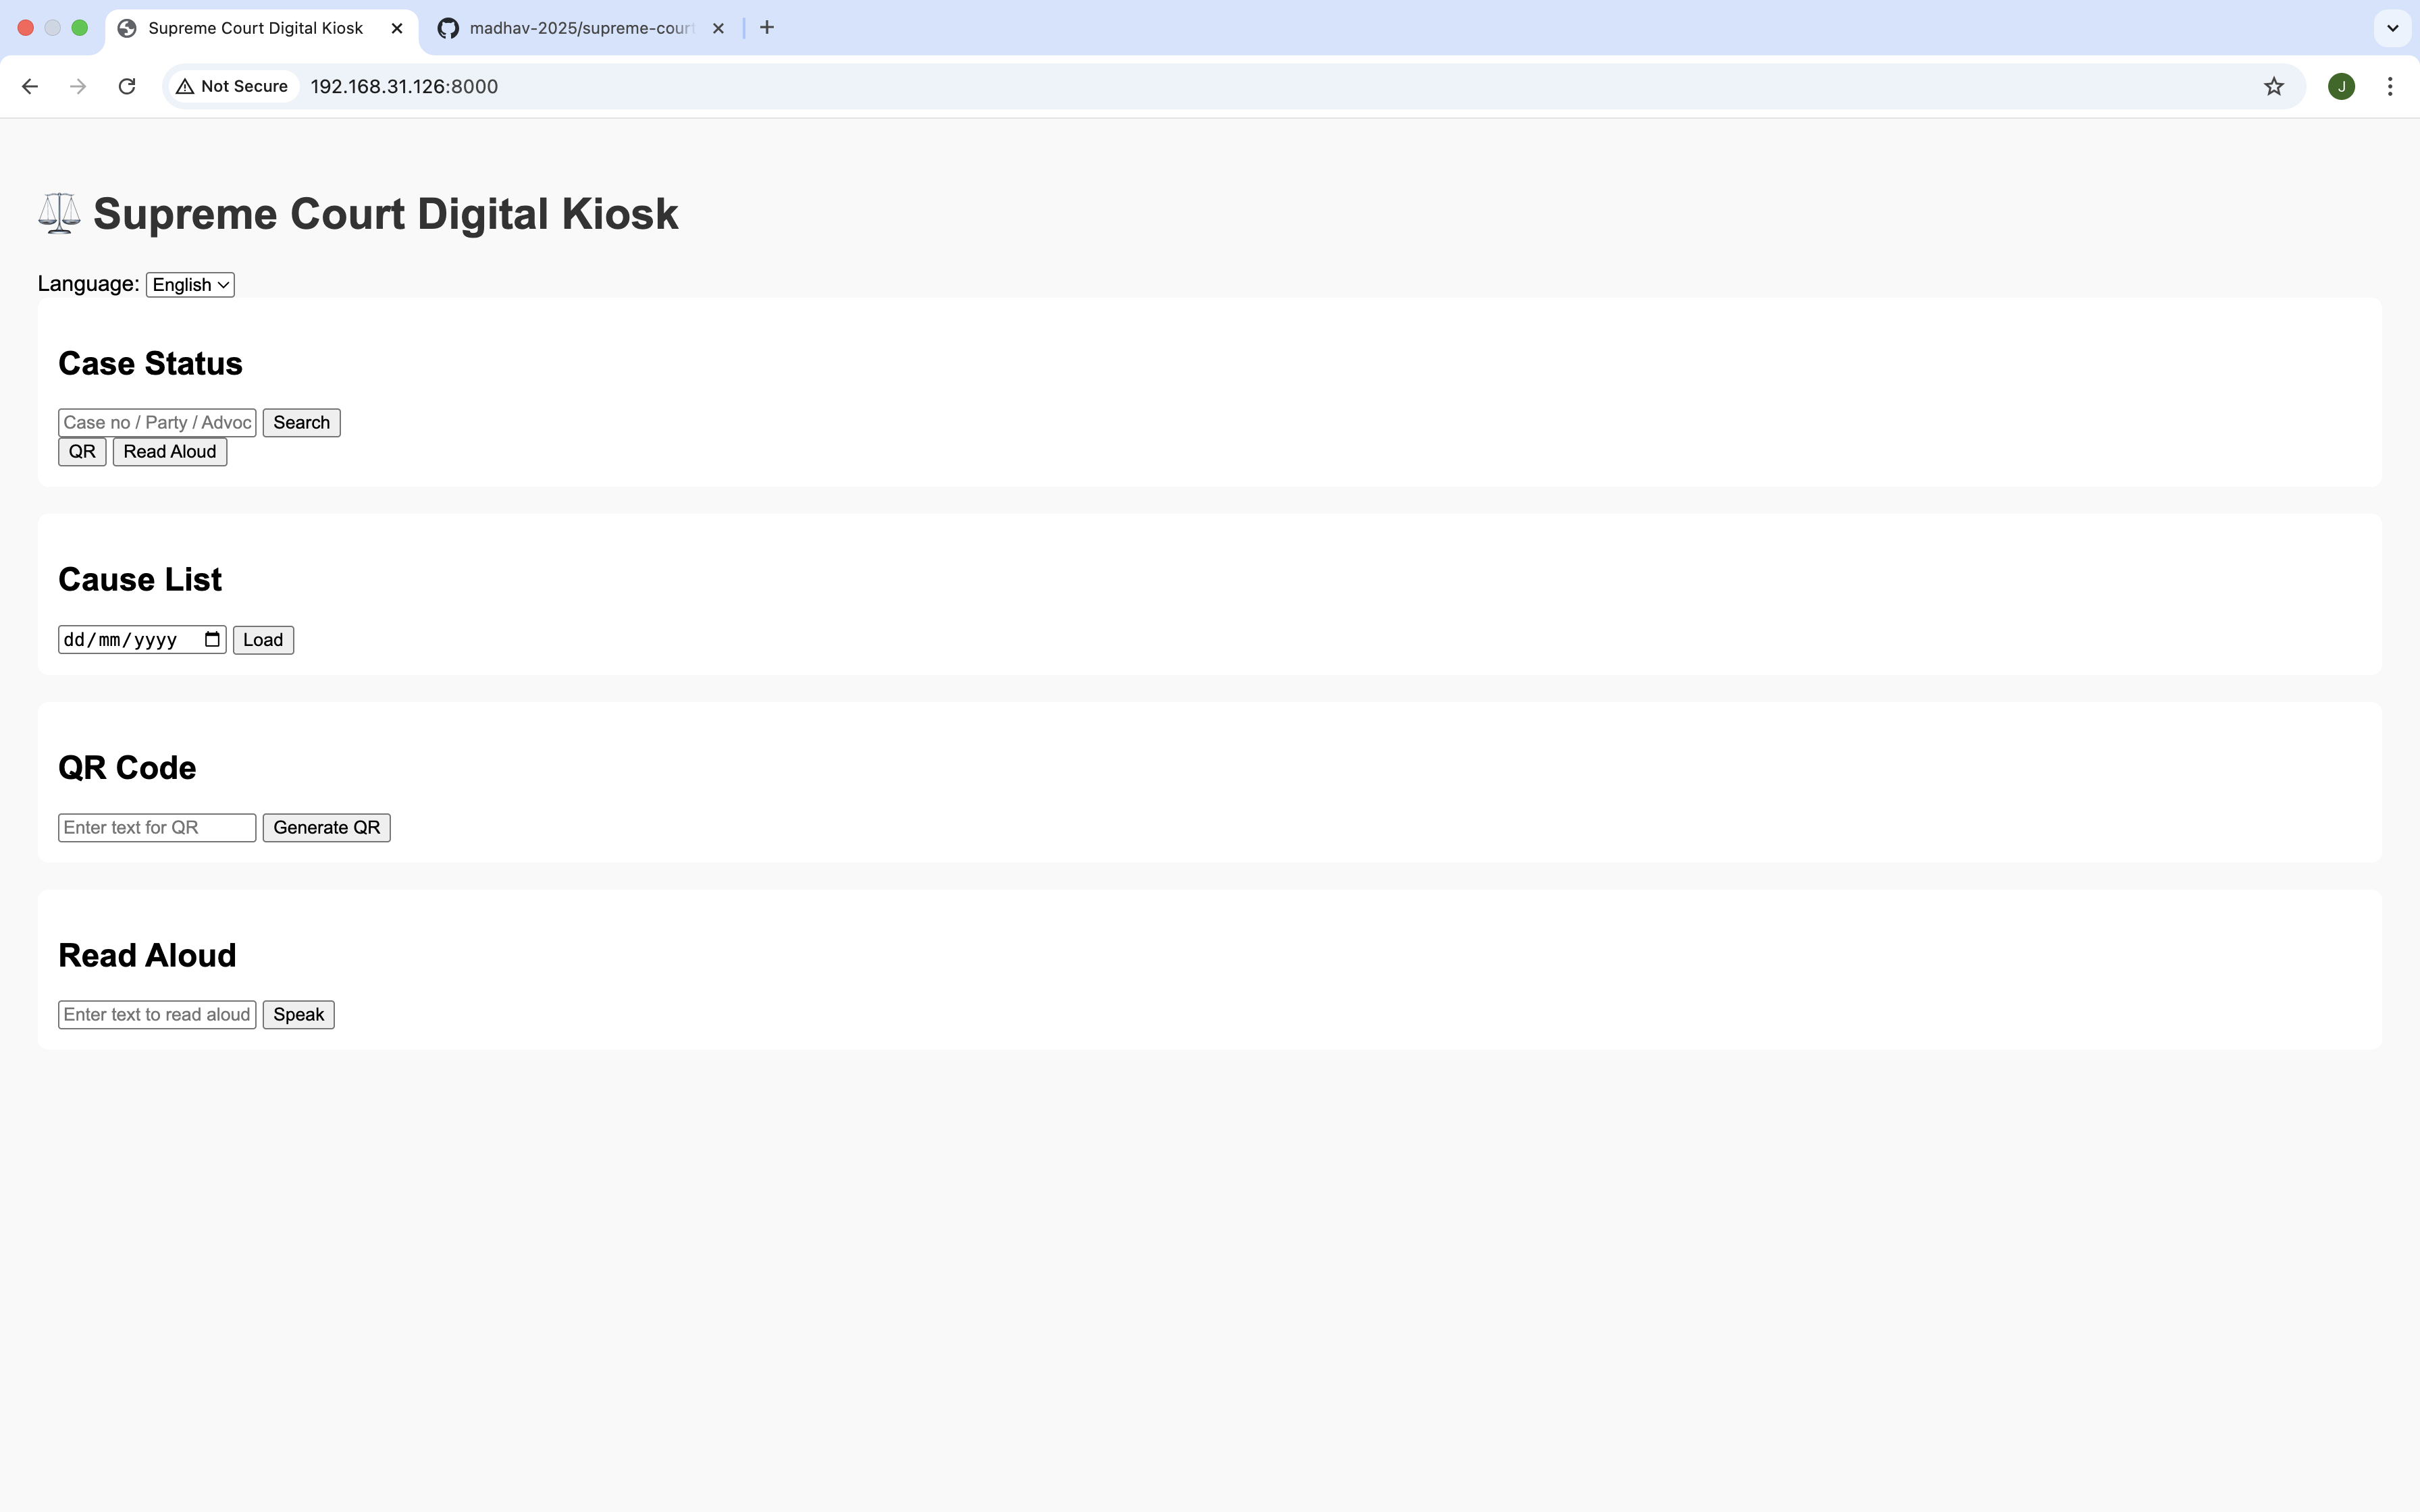 Supreme Court Digital Kiosk
madhav-2025/supreme-court
Not Secure 192.168.31.126:8000
J
Supreme Court Digital Kiosk
Language: English
Case Status
Case no / Party / Advoc Search
QR Read Aloud
Cause List
dd/mm/yyyy Load
QR Code
Enter text for QR Generate QR
Read Aloud
Enter text to read aloud Speak